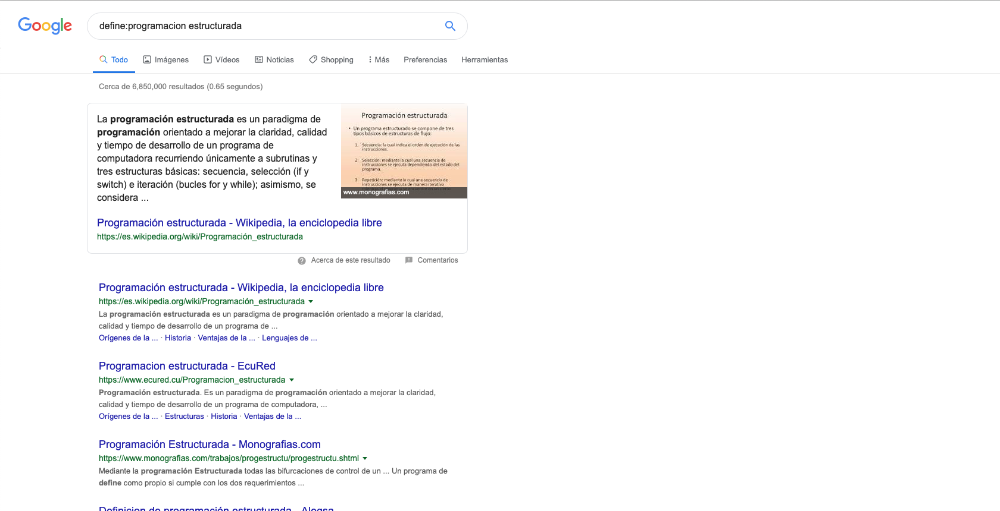 Google
define:programacion estructurada
Todo
Imágenes
Vídeos
Noticias
Shopping
Más
Preferencias
Herramientas
Cerca de 6,850,000 resultados (0.65 segundos)
La programación estructurada es un paradigma de
programación orientado a mejorar la claridad, calidad
y tiempo de desarrollo de un programa de
computadora recurriendo únicamente a subrutinas y
tres estructuras básicas: secuencia, selección (if y
switch) e iteración (bucles for y while); asimismo, se
considera ...
Programación estructurada
• Un programa estructurado se compone de tres
tipos básicos de estructuras de flujo:
1. Secuencia: la cual indica el orden de ejecución de las
instrucciones.
2. Selección: mediante la cual una secuencia de
instrucciones se ejecuta dependiendo del estado del
programa.
3. Repetición: mediante la cual una secuencia de
instrucciones se ejecuta de manera iterativa
www.monografias.com
Programación estructurada - Wikipedia, la enciclopedia libre
https://es.wikipedia.org/wiki/Programación_estructurada
Acerca de este resultado
Comentarios
Programación estructurada - Wikipedia, la enciclopedia libre
https://es.wikipedia.org/wiki/Programación_estructurada
La programación estructurada es un paradigma de programación orientado a mejorar la claridad,
calidad y tiempo de desarrollo de un programa de ...
Orígenes de la ... · Historia · Ventajas de la ... · Lenguajes de ...
Programacion estructurada - EcuRed
https://www.ecured.cu/Programacion_estructurada
Programación estructurada. Es un paradigma de programación orientado a mejorar la claridad,
calidad y tiempo de desarrollo de un programa de computadora, ...
Orígenes de la ... · Estructuras · Historia · Ventajas de la ...
Programación Estructurada - Monografias.com
https://www.monografias.com/trabajos/progestructu/progestructu.shtml
Mediante la programación Estructurada todas las bifurcaciones de control de un ... Un programa de
define como propio si cumple con los dos requerimientos ...
Definicion de programación estructurada - Alegsa